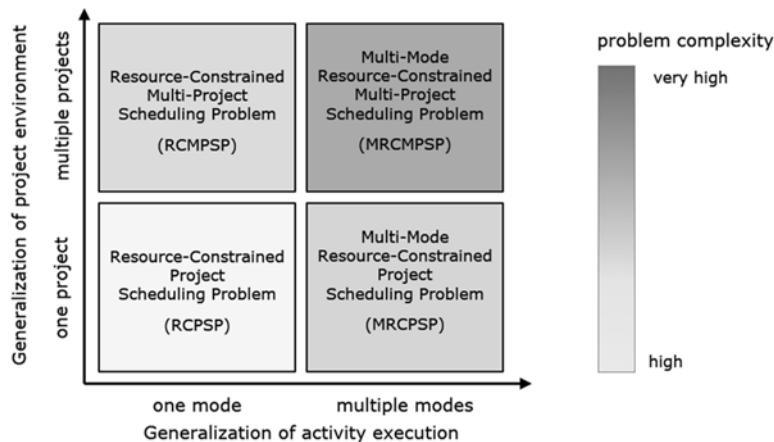 Generalization of project environment
multiple projects
one project
Resource-Constrained
Multi-Project
Scheduling Problem
(RCMPSP)
Multi-Mode
Resource-Constrained
Multi-Project
Scheduling Problem
(MRCMPSP)
Resource-Constrained
Project
Scheduling Problem
(RCPSP)
Multi-Mode
Resource-Constrained
Project
Scheduling Problem
(MRCPSP)
one mode
multiple modes
Generalization of activity execution
problem complexity
very high
high